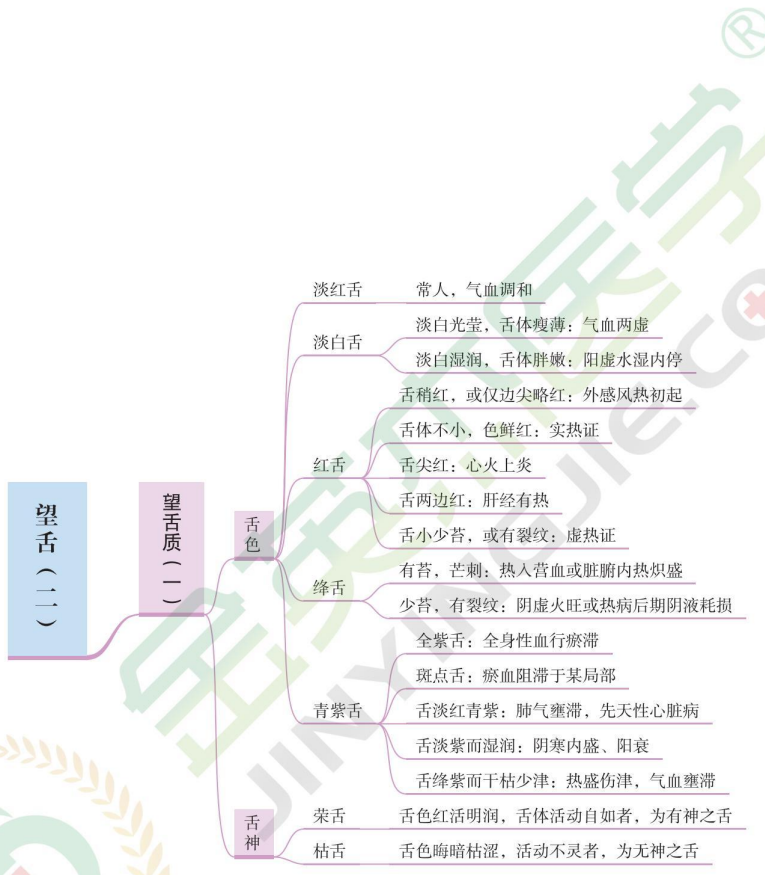 望舌（二）
望舌质（一）
舌色
淡红舌
常人，气血调和
淡白舌
淡白光莹，舌体瘦薄：气血两虚
淡白湿润，舌体胖嫩：阳虚水湿内停
红舌
舌稍红，或仅边尖略红：外感风热初起
舌体不小，色鲜红：实热证
舌尖红：心火上炎
舌两边红：肝经有热
舌小少苔，或有裂纹：虚热证
绛舌
有苔，芒刺：热入营血或脏腑内热炽盛
少苔，有裂纹：阴虚火旺或热病后期阴液耗损
青紫舌
全紫舌：全身性血行瘀滞
斑点舌：瘀血阻滞于某局部
舌淡红青紫：肺气壅滞，先天性心脏病
舌淡紫而湿润：阴寒内盛、阳衰
舌绛紫而干枯少津：热盛伤津，气血壅滞
舌神
荣舌
舌色红活明润，舌体活动自如者，为有神之舌
枯舌
舌色晦暗枯涩，活动不灵者，为无神之舌
金英杰医学®
JINYINGJIE.CO